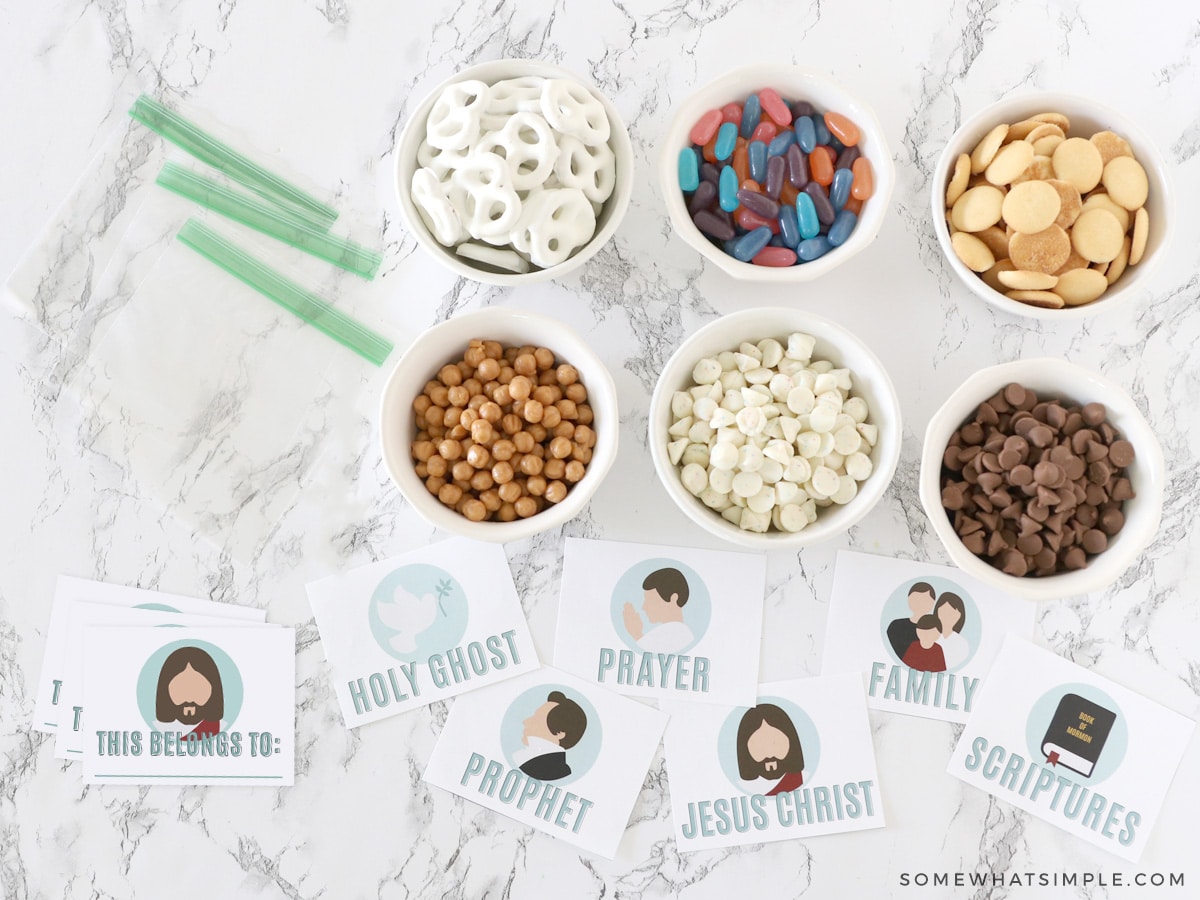 HOLY GHOST
PRAYER
FAMILY
T
T
THIS BELONGS TO:
PROPHET
JESUS CHRIST
BOOK
OF
MORMON
SCRIPTURES
SOMEWHATSIMPLE.COM